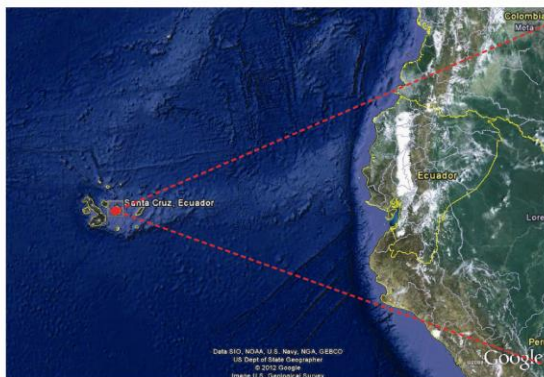 Colombia
Meta
Santa Cruz, Ecuador
Ecuador
Lore
Data SIO, NOAA, U.S. Navy, NGA, GEBCO
US Dept of State Geographer
© 2012 Google
Image U.S. Geological Survey
Per
Google